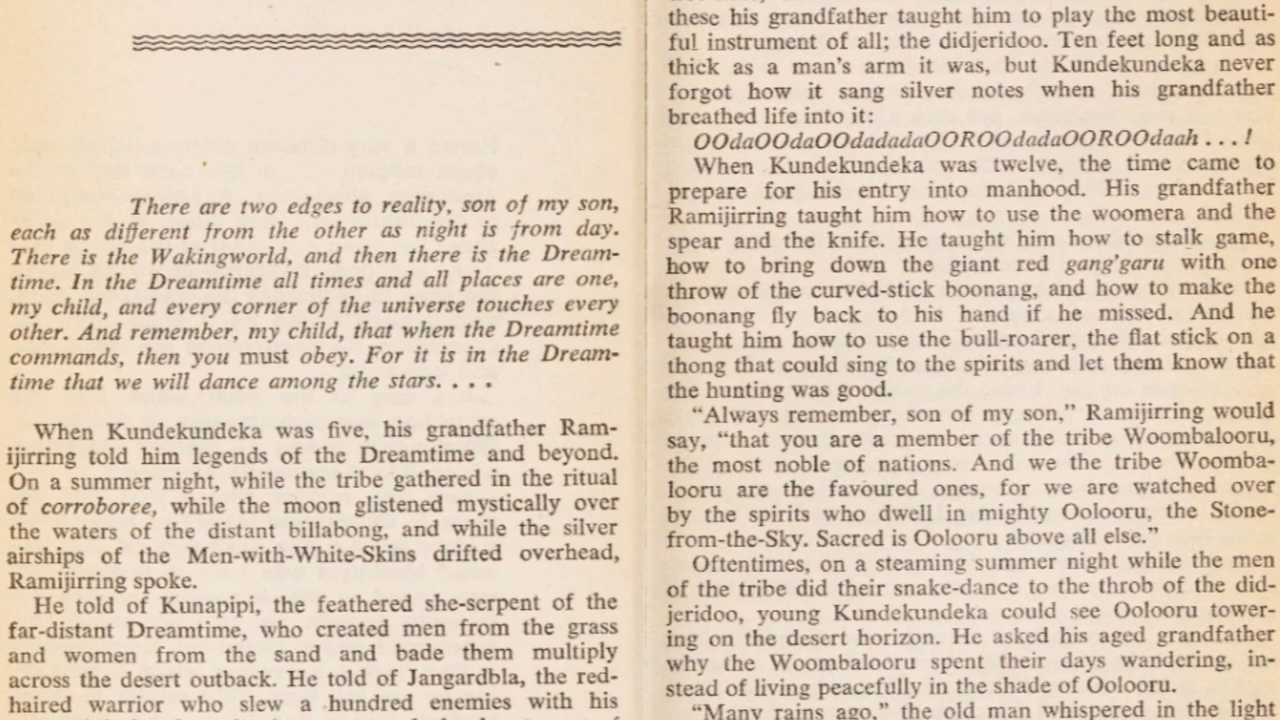 There are two edges to reality, son of my son,
each as different from the other as night is from day.
There is the Wakingworld, and then there is the Dream-
time. In the Dreamtime all times and all places are one,
my child, and every corner of the universe touches every
other. And remember, my child, that when the Dreamtime
commands, then you must obey. For it is in the Dream-
time that we will dance among the stars. . . .
When Kundekundeka was five, his grandfather Ram-
ijirring told him legends of the Dreamtime and beyond.
On a summer night, while the tribe gathered in the ritual
of corroboree, while the moon glistened mystically over
the waters of the distant billabong, and while the silver
airships of the Men-with-White-Skins drifted overhead,
Ramijirring spoke.
He told of Kunapipi, the feathered she-serpent of the
far-distant Dreamtime, who created men from the grass
and women from the sand and bade them multiply
across the desert outback. He told of Jangardbla, the red-
haired warrior who slew a hundred enemies with his
these his grandfather taught him to play the most beauti-
ful instrument of all; the didjeridoo. Ten feet long and as
thick as a man's arm it was, but Kundekundeka never
forgot how it sang silver notes when his grandfather
breathed life into it:
OOdaOOdaOOdadadaOOROOdadaOOROOdaah . . . !
When Kundekundeka was twelve, the time came to
prepare for his entry into manhood. His grandfather
Ramijirring taught him how to use the woomera and the
spear and the knife. He taught him how to stalk game,
how to bring down the giant red gang'garu with one
throw of the curved-stick boonang, and how to make the
boonang fly back to his hand if he missed. And he
taught him how to use the bull-roarer, the flat stick on a
thong that could sing to the spirits and let them know that
the hunting was good.
"Always remember, son of my son," Ramijirring would
say, "that you are a member of the tribe Woombalooru,
the most noble of nations. And we the tribe Woomba-
looru are the favoured ones, for we are watched over
by the spirits who dwell in mighty Oolooru, the Stone-
from-the-Sky. Sacred is Oolooru above all else."
Oftentimes, on a steaming summer night while the men
of the tribe did their snake-dance to the throb of the did-
jeridoo, young Kundekundeka could see Oolooru tower-
ing on the desert horizon. He asked his aged grandfather
why the Woombalooru spent their days wandering, in-
stead of living peacefully in the shade of Oolooru.
"Many rains ago," the old man whispered in the light